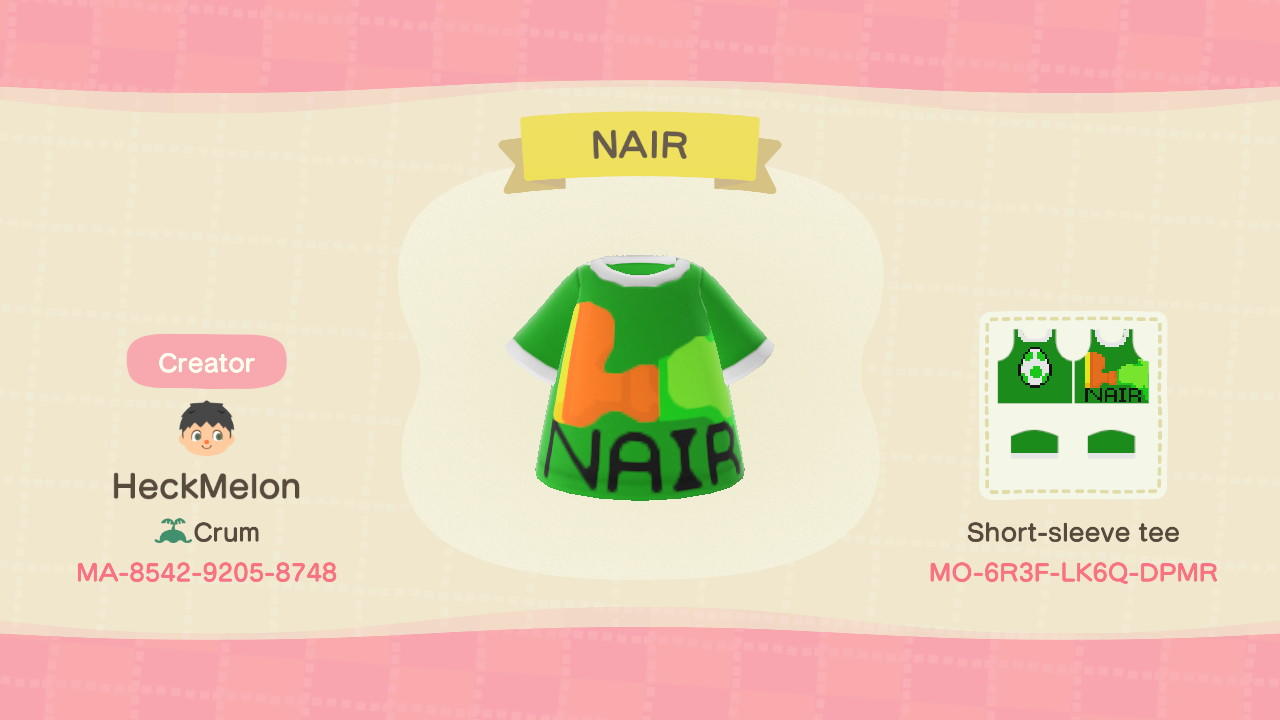 NAIR
NAIR
Creator
HeckMelon
Crum
MA-8542-9205-8748
NAIR
Short-sleeve tee
MO-6R3F-LK6Q-DPMR